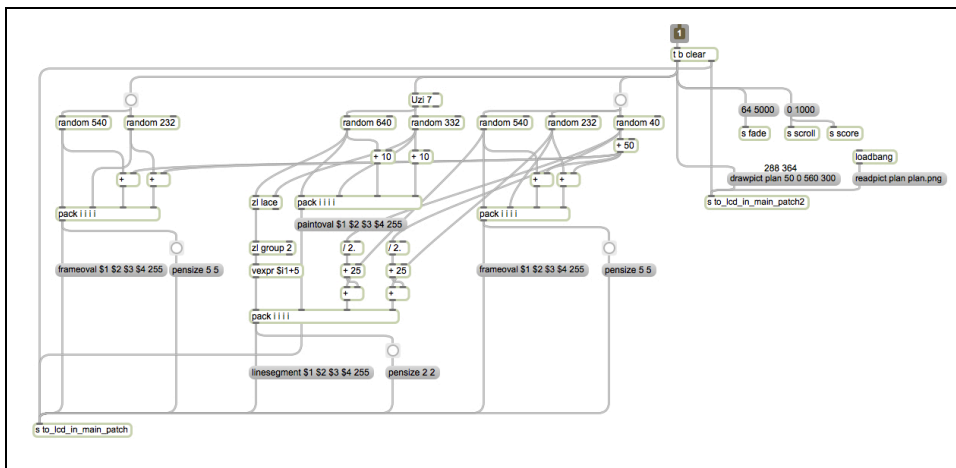 1
t b clear
Uzi 7
64 5000
0 1000
random 540
random 232
random 640
random 332
random 540
random 232
random 40
s fade
s scroll
s score
+ 50
+ 10
+ 10
loadbang
288 364
+
+
+
+
drawpict plan 50 0 560 300
readpict plan plan.png
zl lace
pack i i i i
s to_lcd_in_main_patch2
pack i i i i
pack i i i i
paintoval $1 $2 $3 $4 255
zl group 2
/ 2.
/ 2.
frameoval $1 $2 $3 $4 255
pensize 5 5
vexpr $i1+5
+ 25
+ 25
frameoval $1 $2 $3 $4 255
pensize 5 5
+
+
pack i i i i
linesegment $1 $2 $3 $4 255
pensize 2 2
s to_lcd_in_main_patch